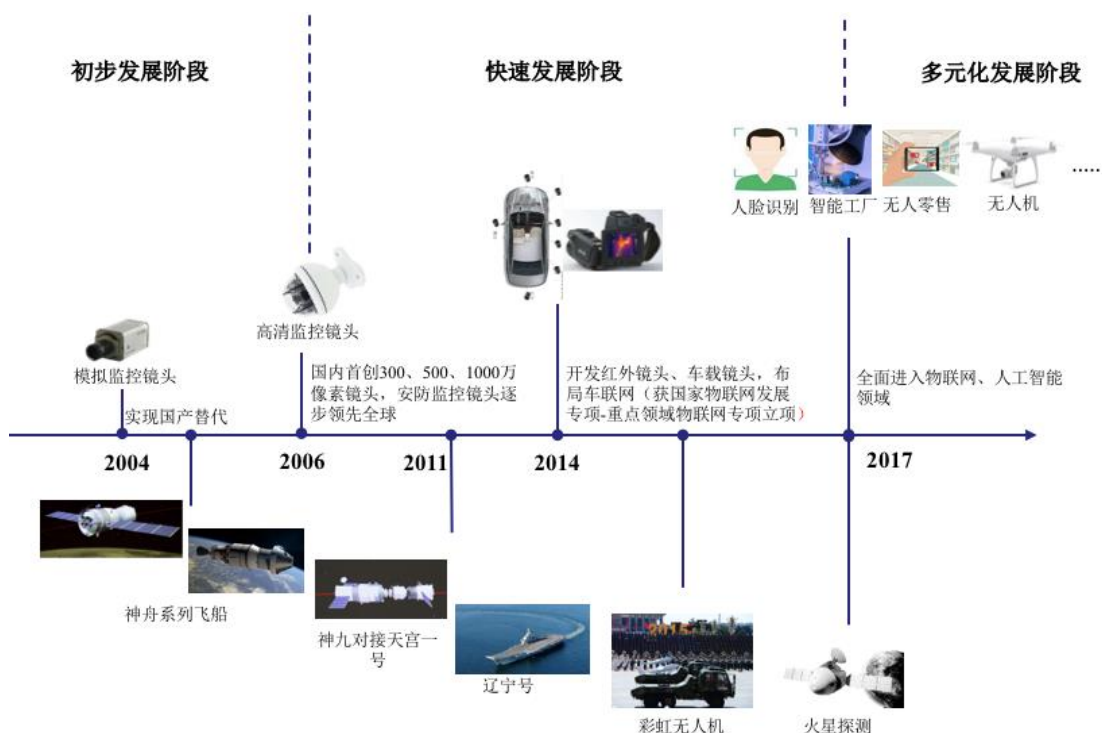 初步发展阶段
快速发展阶段
多元化发展阶段
人脸识别
智能工厂
无人零售
无人机
.....
高清监控镜头
模拟监控镜头
实现国产替代
国内首创300、500、1000万
像素镜头，安防监控镜头逐
步领先全球
开发红外镜头、车载镜头，布
局车联网（获国家物联网发展
专项-重点领域物联网专项立项）
全面进入物联网、人工智能
领域
2004
2006
2011
2014
2017
神舟系列飞船
神九对接天宫一
号
辽宁号
2015
彩虹无人机
火星探测